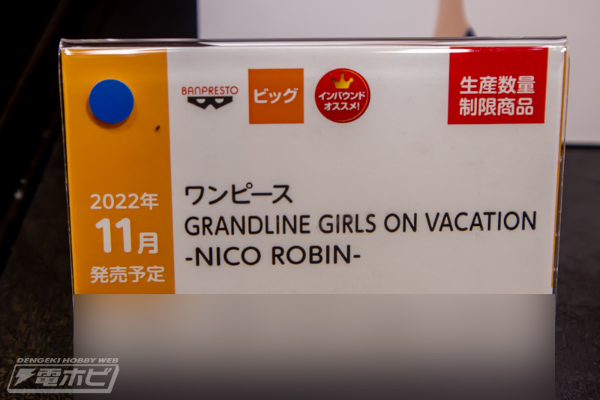 BANPRESTO
ビッグ
インバウンド
オススメ!
生産数量
制限商品
2022年
11月
発売予定
ワンピース
GRANDLINE GIRLS ON VACATION
-NICO ROBIN-
DENGEKI HOBBY WEB
電ホビ